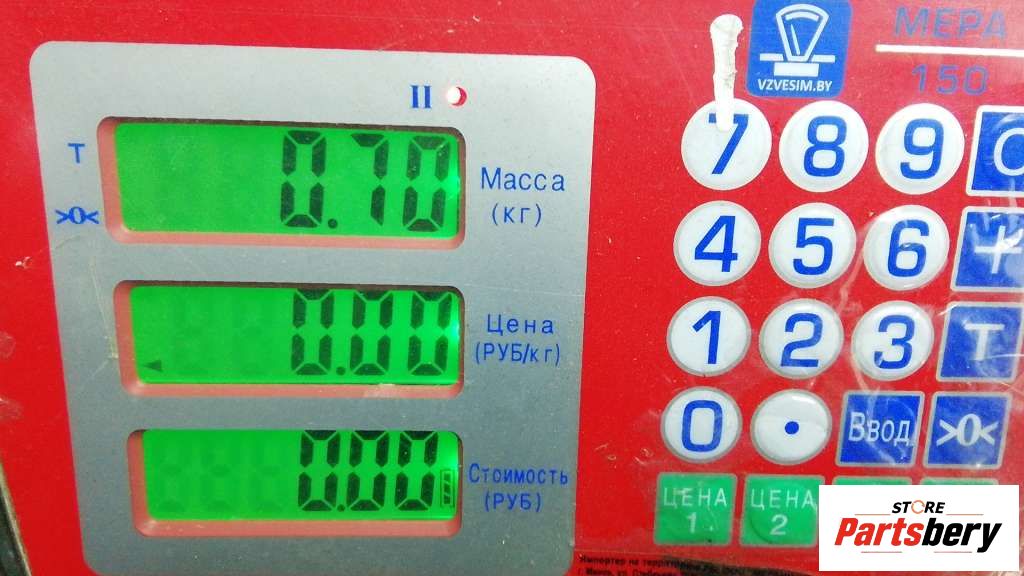 II
T
>0<
0.70
Масса
(кг)
0.00
Цена
(РУБ/кг)
0.00
Стоимость
(РУБ)
VZVESIM.BY
МЕРА
150
7 8 9
4 5 6
1 2 3 T
0 . Ввод >0<
ЦЕНА
1
ЦЕНА
2
STORE
Partsbery